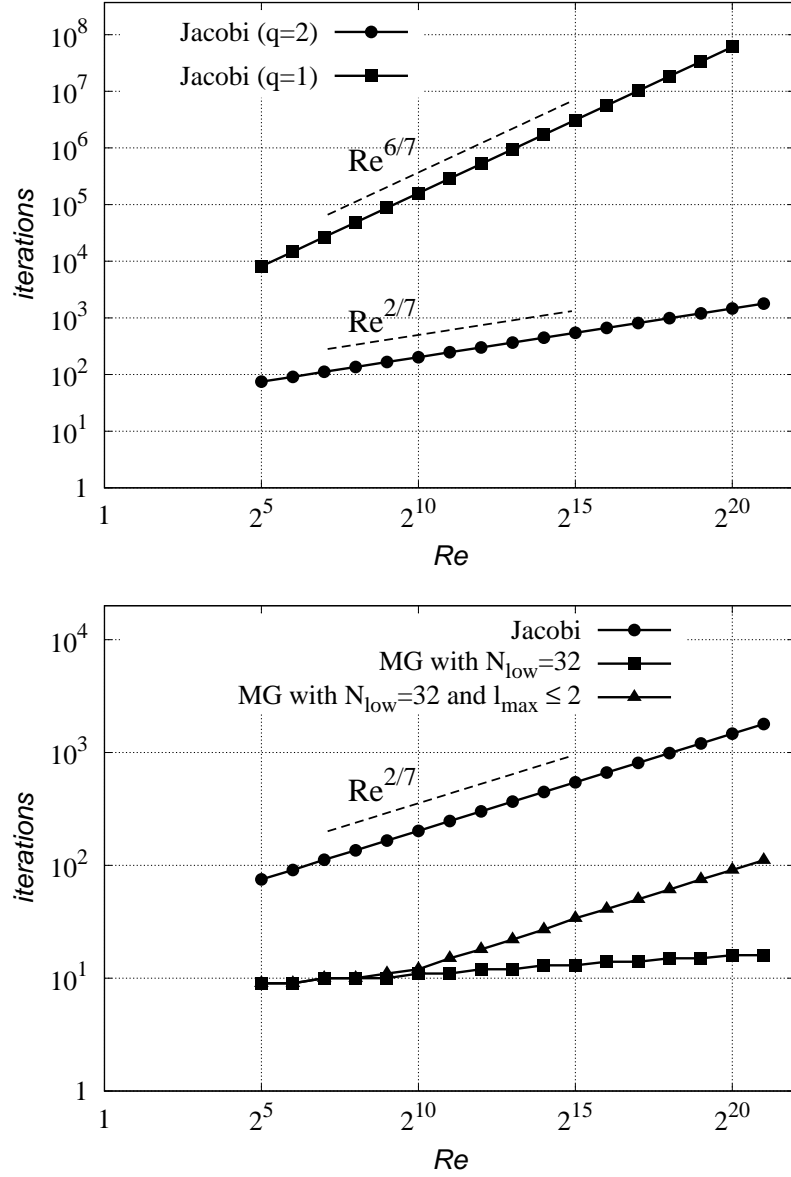 10^8
Jacobi (q=2)
10^7
Jacobi (q=1)
10^6
Re^{6/7}
10^5
10^4
10^3
Re^{2/7}
10^2
10^1
1
iterations
1 2^5 2^10 2^15 2^20
Re
10^4
Jacobi
MG with N_low=32
MG with N_low=32 and l_max ≤ 2
10^3
Re^{2/7}
10^2
10^1
1
iterations
1 2^5 2^10 2^15 2^20
Re